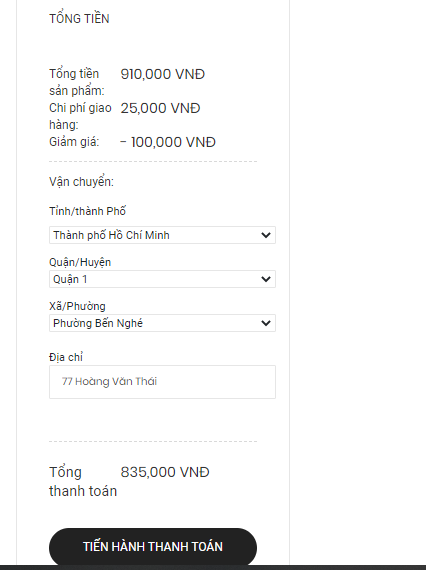 TỔNG TIỀN
Tổng tiền 910,000 VNĐ
sản phẩm:
Chi phí giao 25,000 VNĐ
hàng:
Giảm giá: - 100,000 VNĐ
Vận chuyển:
Tỉnh/thành Phố
Thành phố Hồ Chí Minh
Quận/Huyện
Quận 1
Xã/Phường
Phường Bến Nghé
Địa chỉ
77 Hoàng Văn Thái
Tổng 835,000 VNĐ
thanh toán
TIẾN HÀNH THANH TOÁN